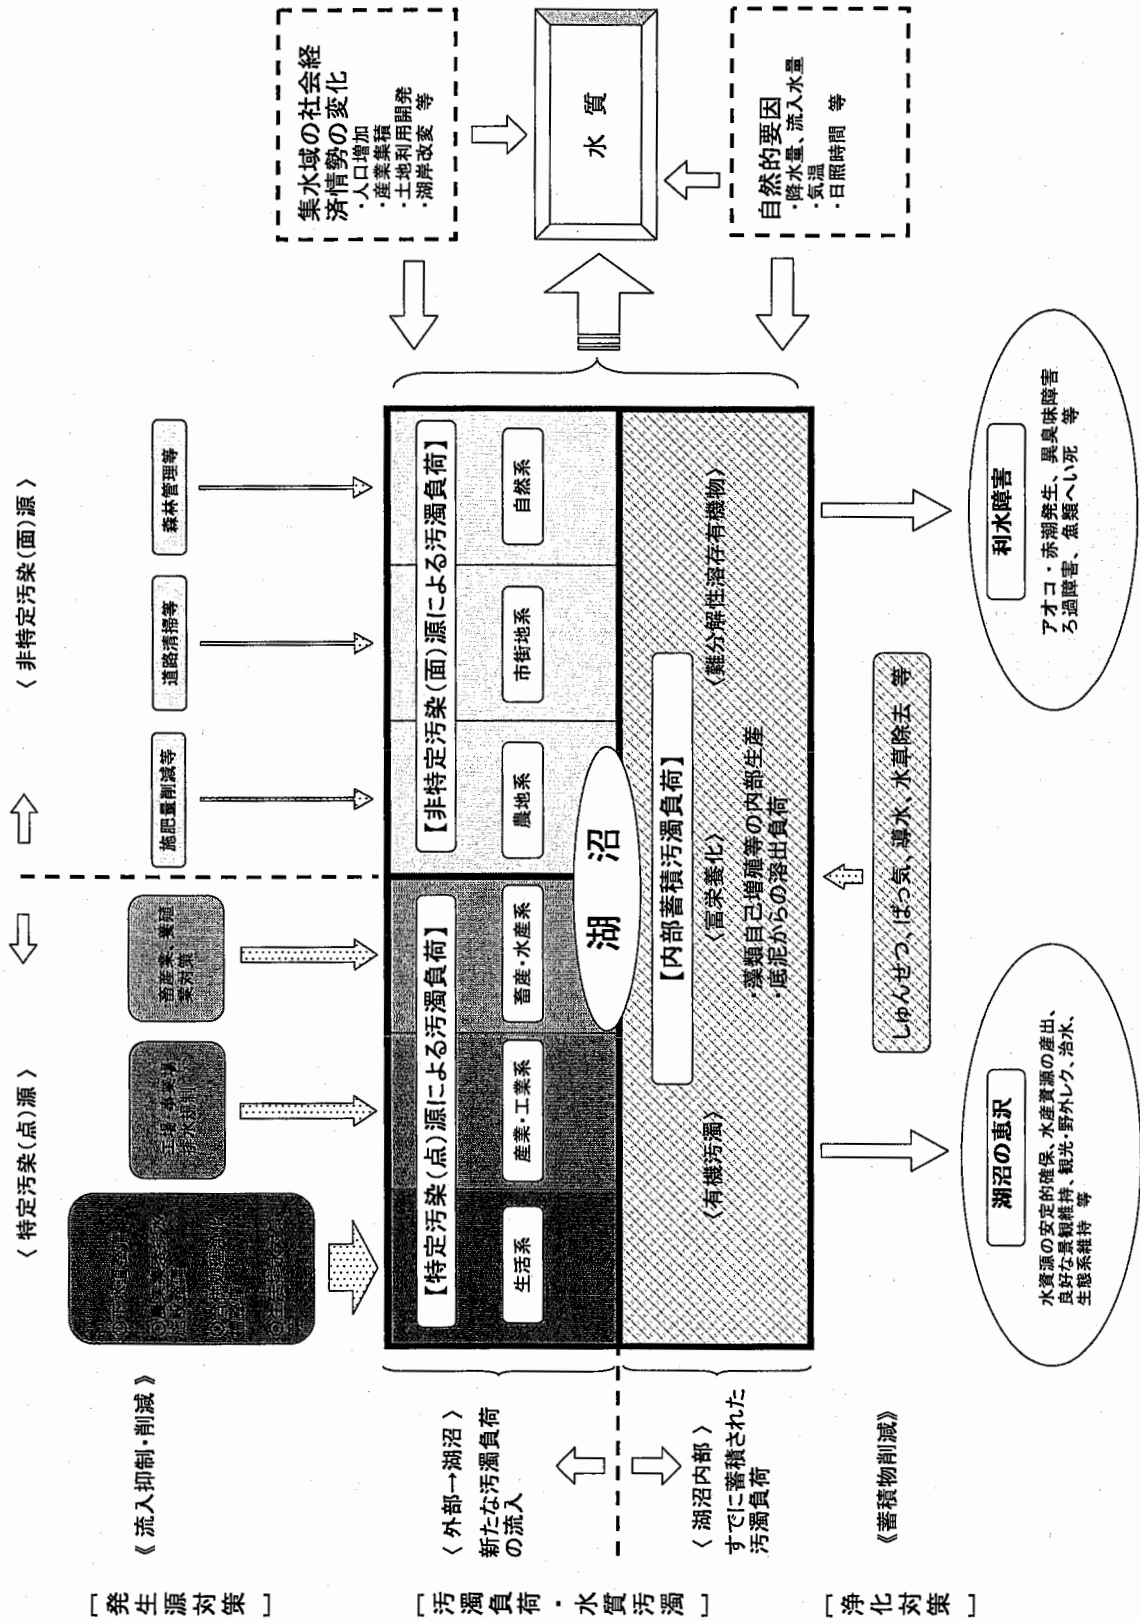 ＜特定汚染(点)源＞
＜非特定汚染(面)源＞
［発生源対策］
《流入抑制・削減》
畜産業、養殖
業対策
施肥量削減等
道路清掃等
森林管理等
［汚濁負荷・水質汚濁］
＜外部→湖沼＞
新たな汚濁負荷
の流入
【特定汚染(点)源による汚濁負荷】
生活系
産業・工業系
畜産・水産系
【非特定汚染(面)源による汚濁負荷】
農地系
市街地系
自然系
湖沼
＜湖沼内部＞
すでに蓄積された
汚濁負荷
【内部蓄積汚濁負荷】
〈有機汚濁〉
〈富栄養化〉
〈難分解性溶存有機物〉
・藻類自己増殖等の内部生産
・底泥からの溶出負荷
集水域の社会経
済情勢の変化
・人口増加
・産業集積
・土地利用開発
・湖岸改変 等
水質
自然的要因
・降水量、流入水量
・気温
・日照時間 等
［浄化対策］
《蓄積物削減》
しゅんせつ、ばっ気、導水、水草除去 等
湖沼の恵沢
水資源の安定的確保、水産資源の産出、
良好な景観維持、観光・野外レク、治水、
生態系維持 等
利水障害
アオコ・赤潮発生、異臭味障害
ろ過障害、魚類へい死 等